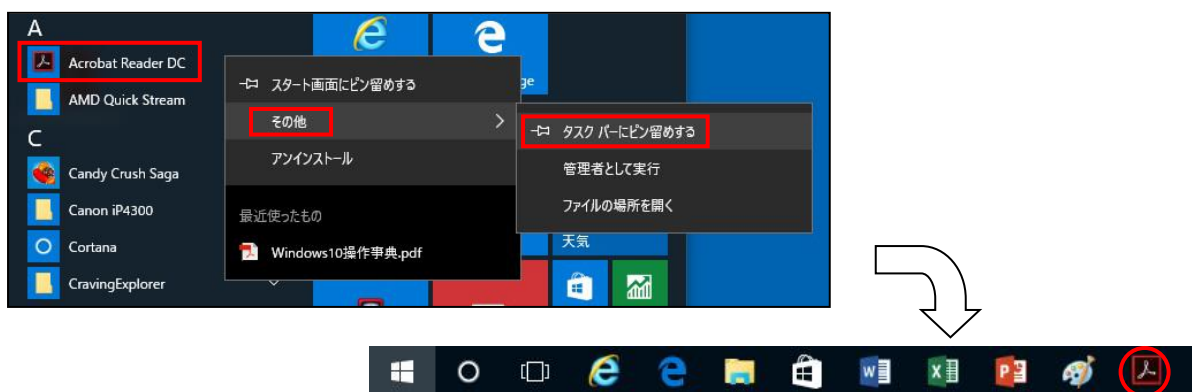 A
Acrobat Reader DC
AMD Quick Stream
C
Candy Crush Saga
Canon iP4300
Cortana
CravingExplorer
ge
スタート画面にピン留めする
その他
アンインストール
最近使ったもの
Windows10操作事典.pdf
タスク バーにピン留めする
管理者として実行
ファイルの場所を開く
天気